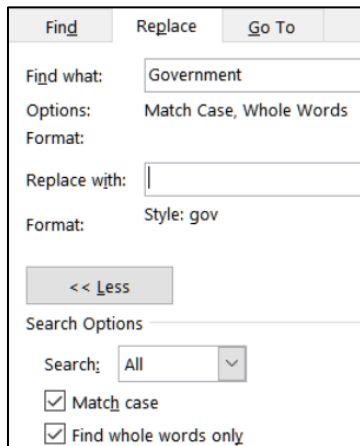 Find Replace Go To
Find what: Government
Options: Match Case, Whole Words
Format:
Replace with:
Format: Style: gov
<< Less
Search Options
Search: All
Match case
Find whole words only